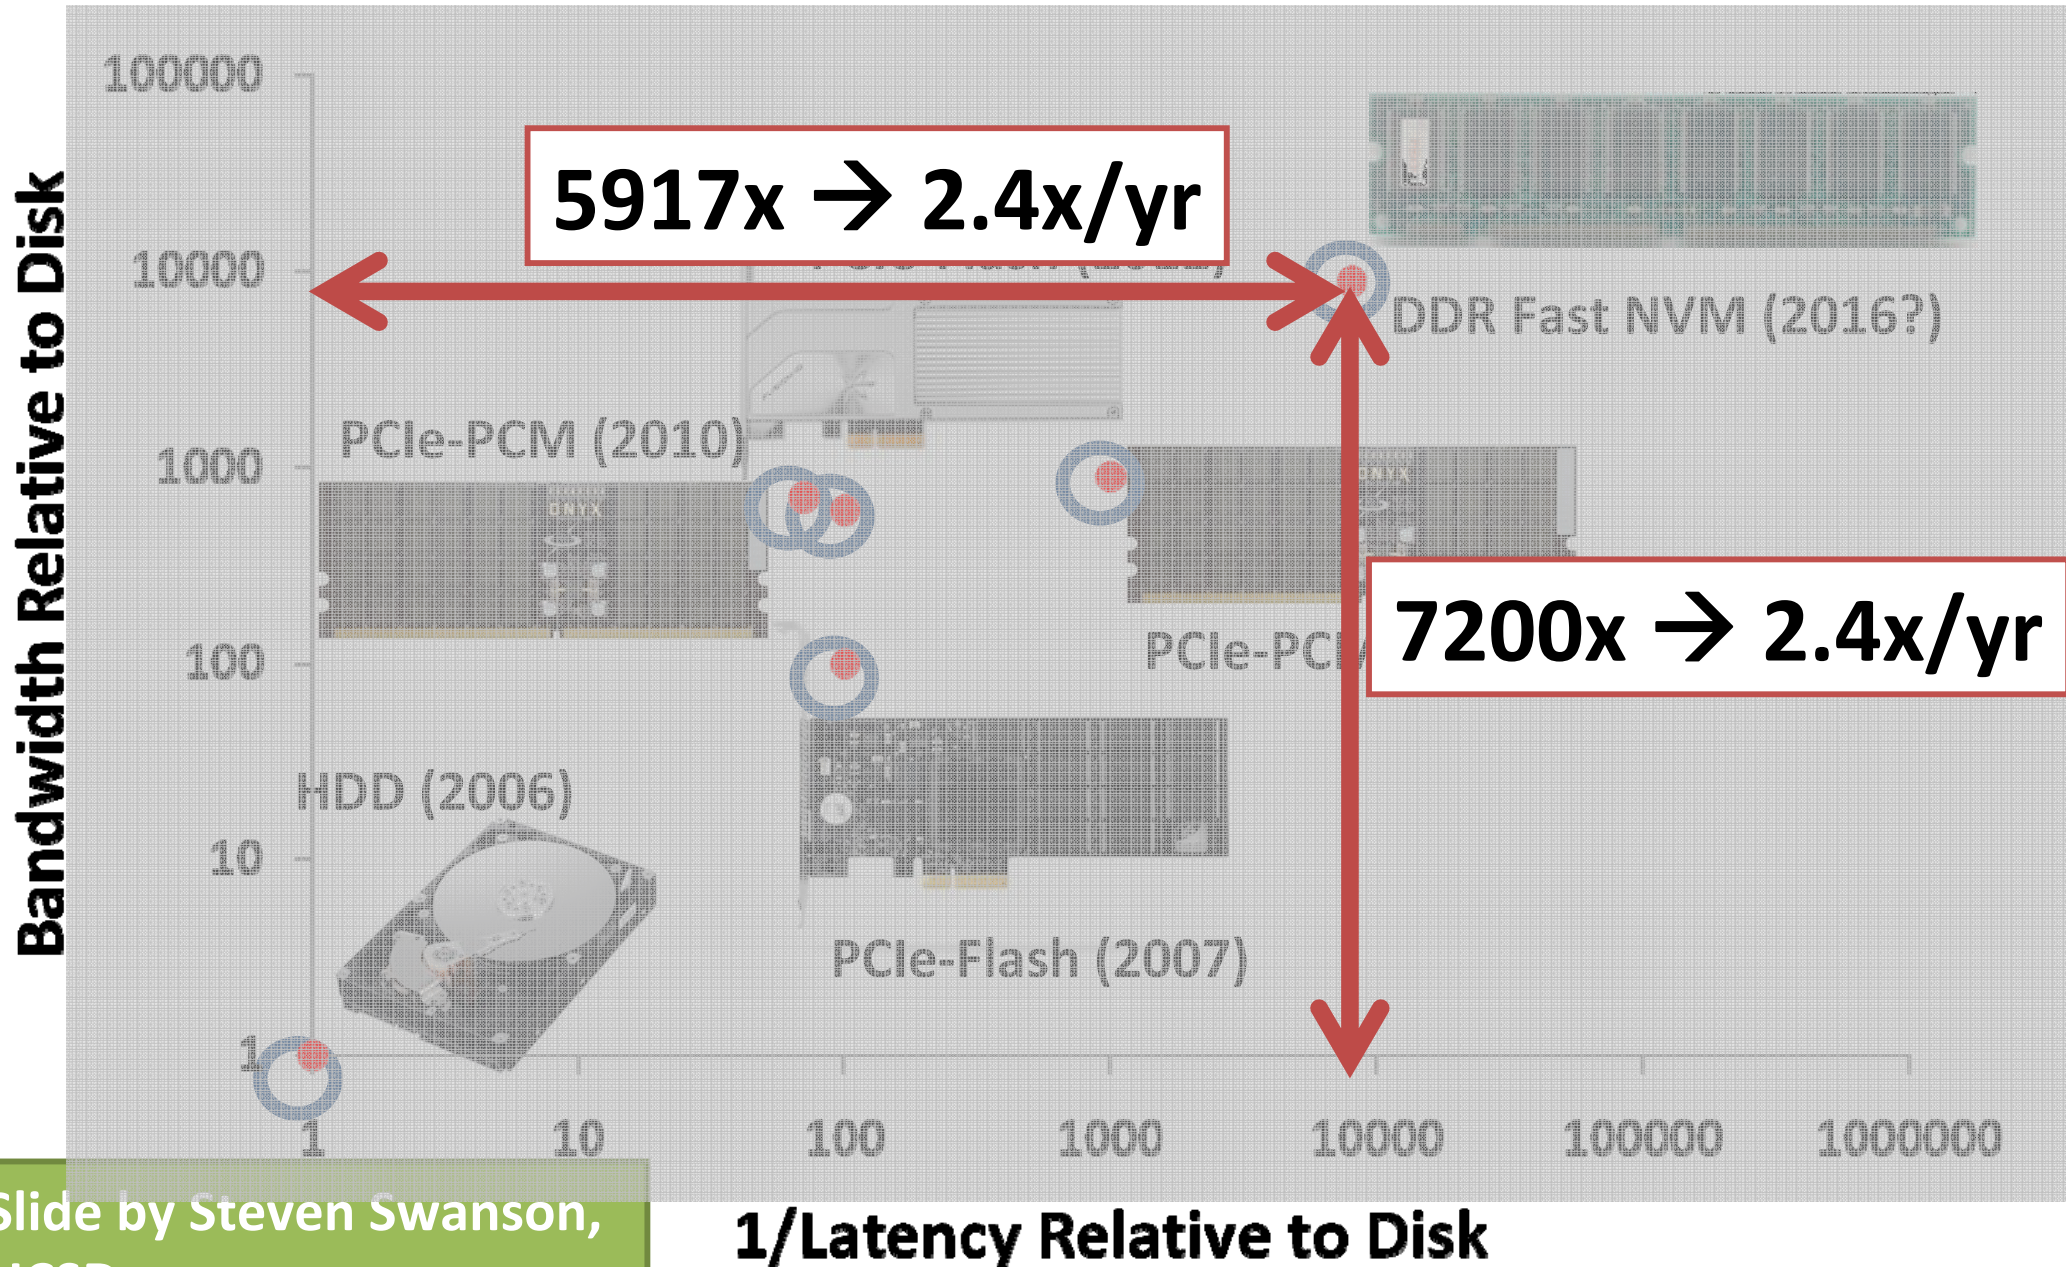 Bandwidth Relative to Disk
100000
10000
1000
100
10
1
5917x → 2.4x/yr
DDR Fast NVM (2016?)
PCIe-PCM (2010)
ONYX
ONYX
7200x → 2.4x/yr
HDD (2006)
PCIe-Flash (2007)
1
10
100
1000
10000
100000
1000000
1/Latency Relative to Disk
Slide by Steven Swanson,